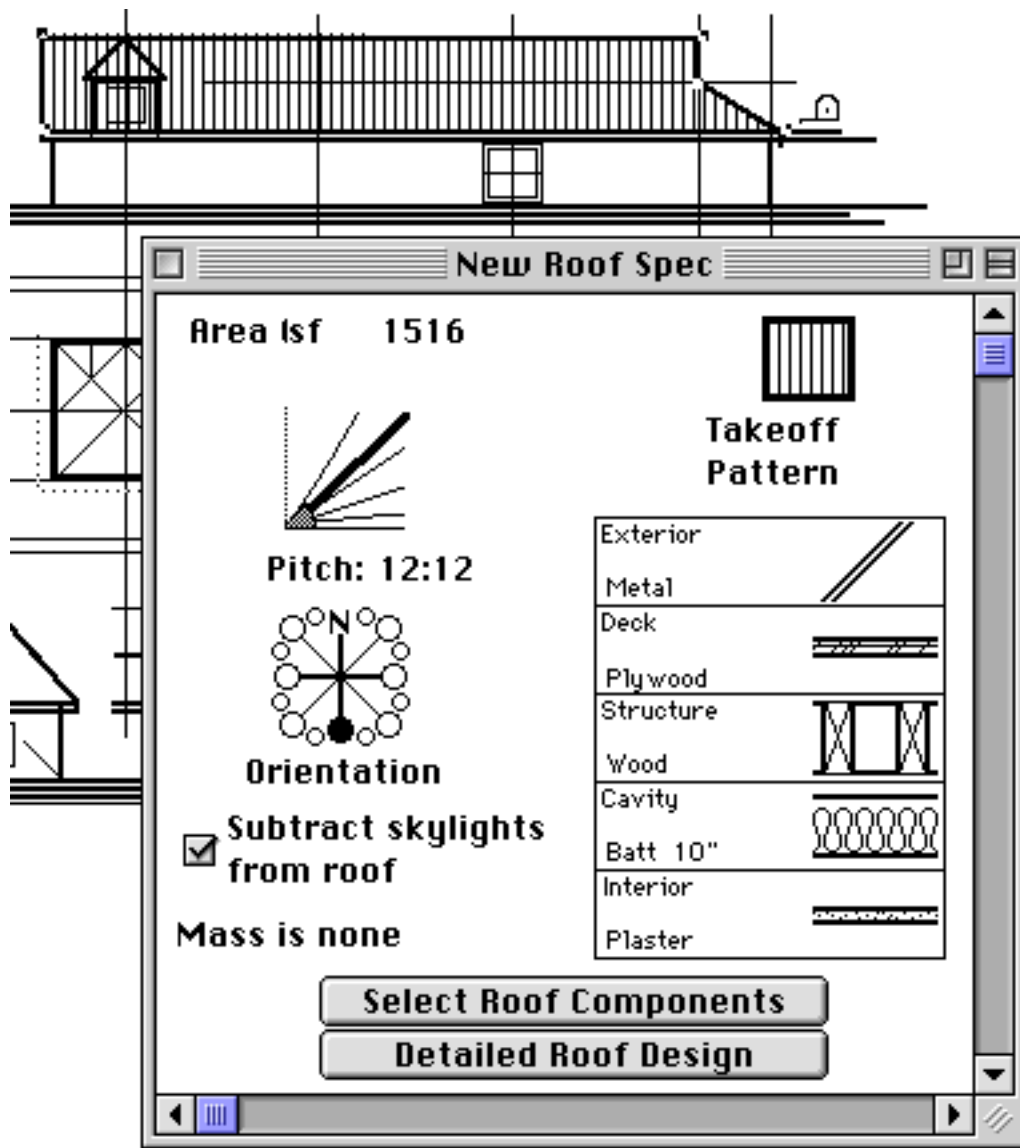 New Roof Spec
Area (sf 1516
Takeoff
Pattern
Pitch: 12:12
N
Orientation
Subtract skylights
from roof
Mass is none
Exterior
Metal
Deck
Plywood
Structure
Wood
Cavity
Batt 10"
Interior
Plaster
Select Roof Components
Detailed Roof Design